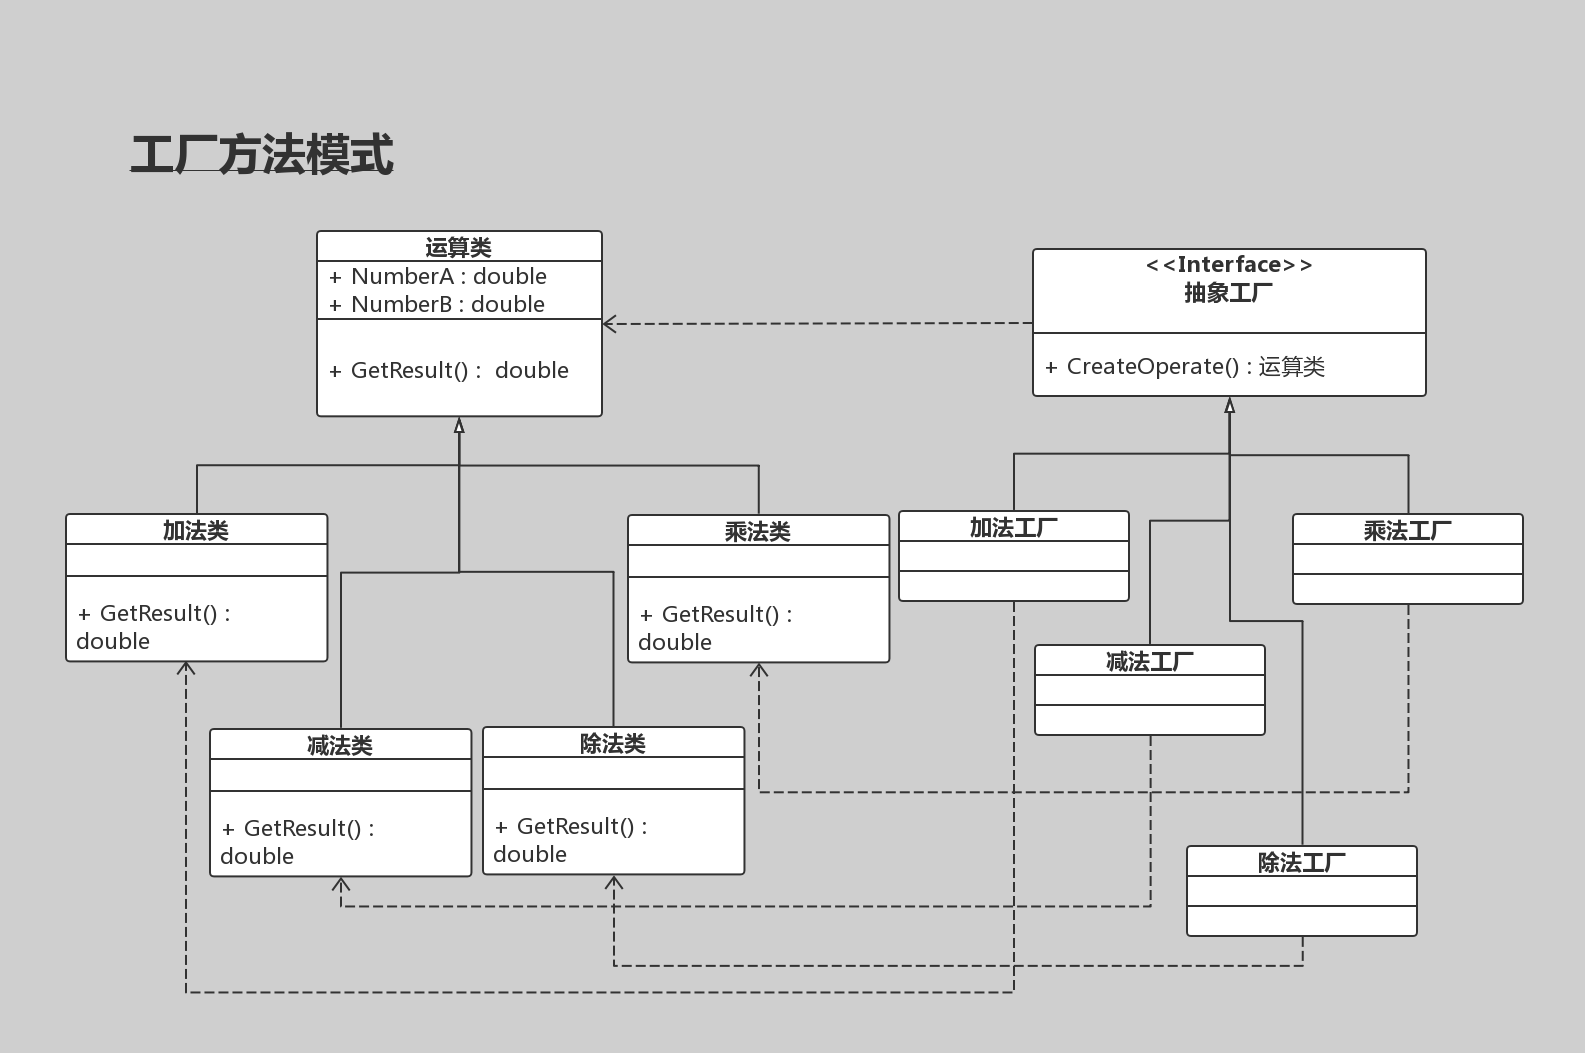 工厂方法模式
运算类
+ NumberA : double
+ NumberB : double
+ GetResult() : double
<<Interface>>
抽象工厂
+ CreateOperate() : 运算类
加法类
+ GetResult() :
double
乘法类
+ GetResult() :
double
加法工厂
乘法工厂
减法工厂
减法类
+ GetResult() :
double
除法类
+ GetResult() :
double
除法工厂